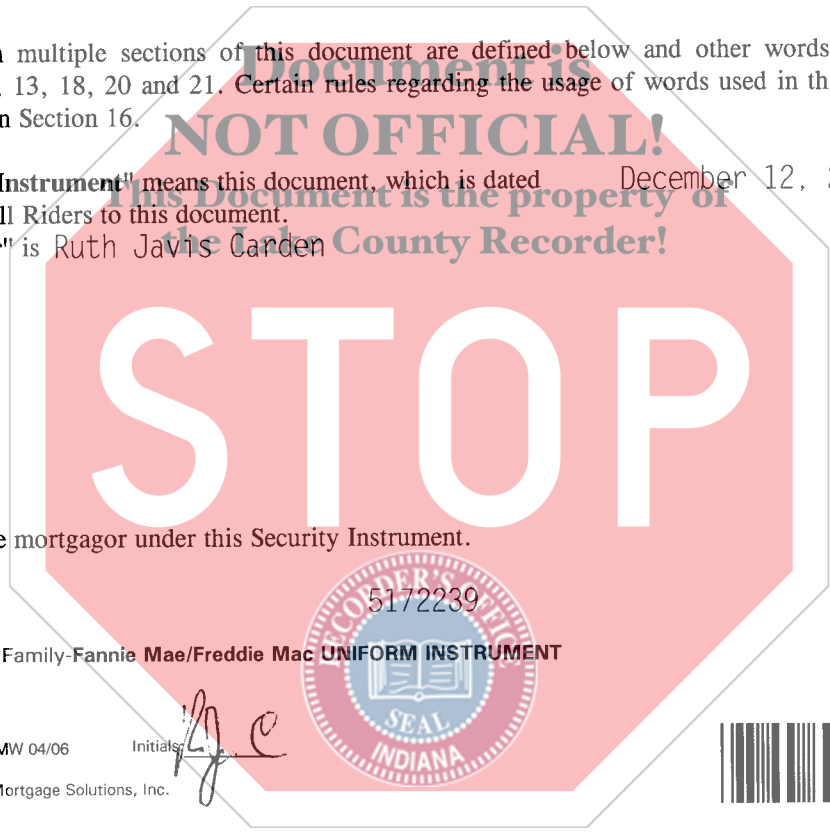 multiple sections of this document are defined below and other words
13, 18, 20 and 21. Certain rules regarding the usage of words used in th
n Section 16.
Document is
NOT OFFICIAL!
This Document is the property of
the Lake County Recorder!
Instrument" means this document, which is dated December 12, 2
ll Riders to this document.
" is Ruth Javis Carden
STOP
e mortgagor under this Security Instrument.
5172239
RECORDER'S OFFICE
SEAL
INDIANA
Family-Fannie Mae/Freddie Mac UNIFORM INSTRUMENT
MW 04/06 Initials: RJC
Mortgage Solutions, Inc.